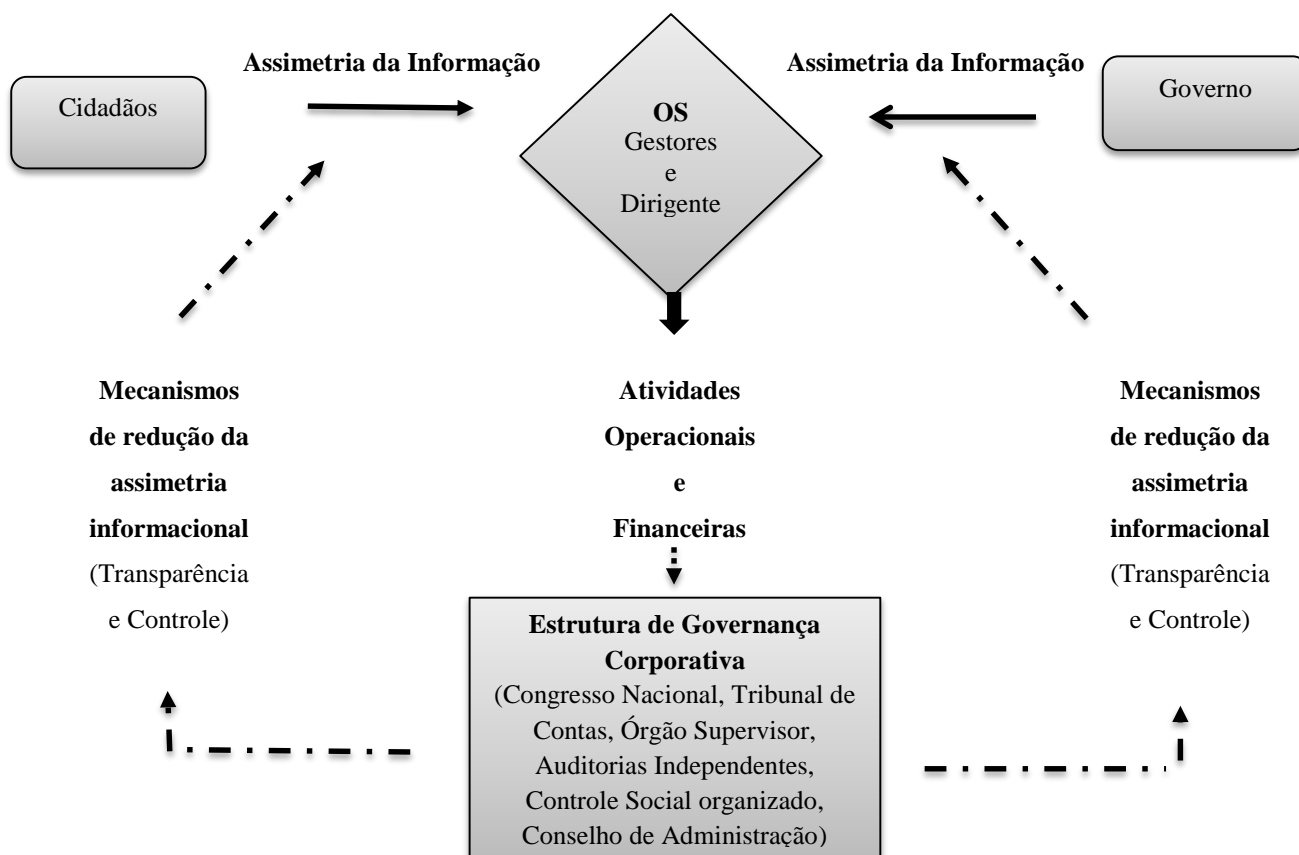 Assimetria da Informação
Assimetria da Informação
Cidadãos
OS
Gestores
e
Dirigente
Governo
Mecanismos
de redução da
assimetria
informacional
(Transparência
e Controle)
Atividades
Operacionais
e
Financeiras
Mecanismos
de redução da
assimetria
informacional
(Transparência
e Controle)
Estrutura de Governança
Corporativa
(Congresso Nacional, Tribunal de
Contas, Órgão Supervisor,
Auditorias Independentes,
Controle Social organizado,
Conselho de Administração)